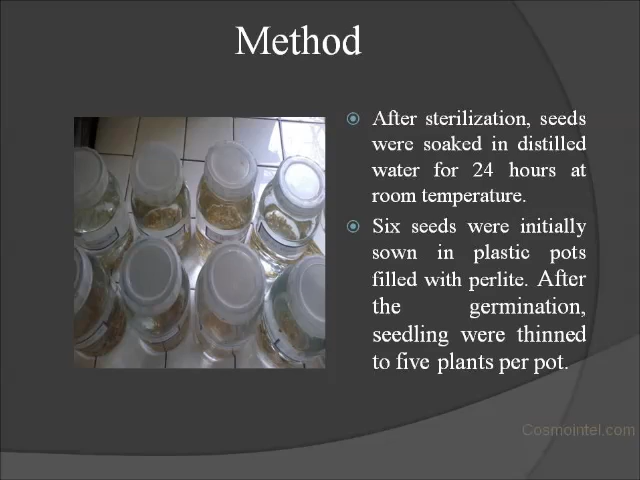 Method
After sterilization, seeds
were soaked in distilled
water for 24 hours at
room temperature.
Six seeds were initially
sown in plastic pots
filled with perlite. After
the germination,
seedling were thinned
to five plants per pot.
Cosmointel.com